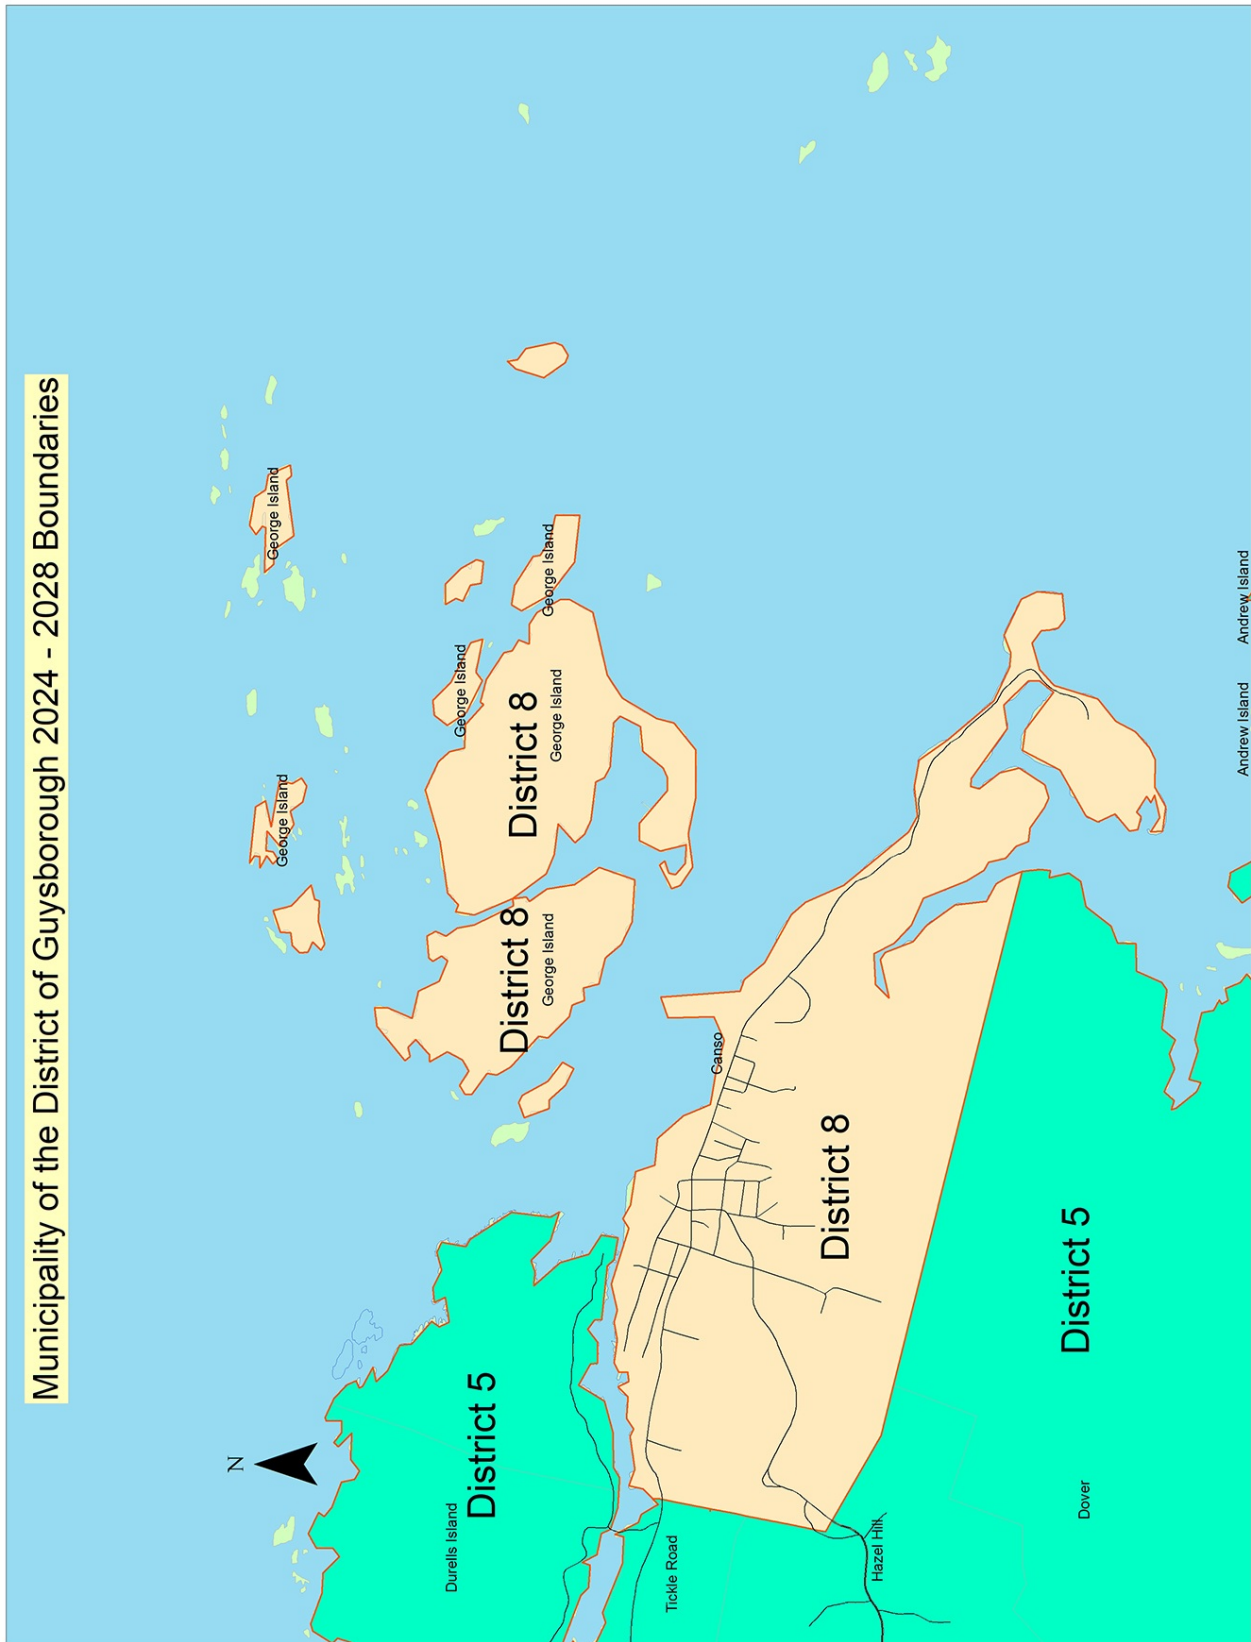 Municipality of the District of Guysborough 2024 - 2028 Boundaries
N
George Island
George Island
Durells Island
George Island
District 5
District 8
District 8
George Island
George Island
George Island
Tickle Road
Canso
District 8
Hazel Hill
District 5
Dover
Andrew Island
Andrew Island